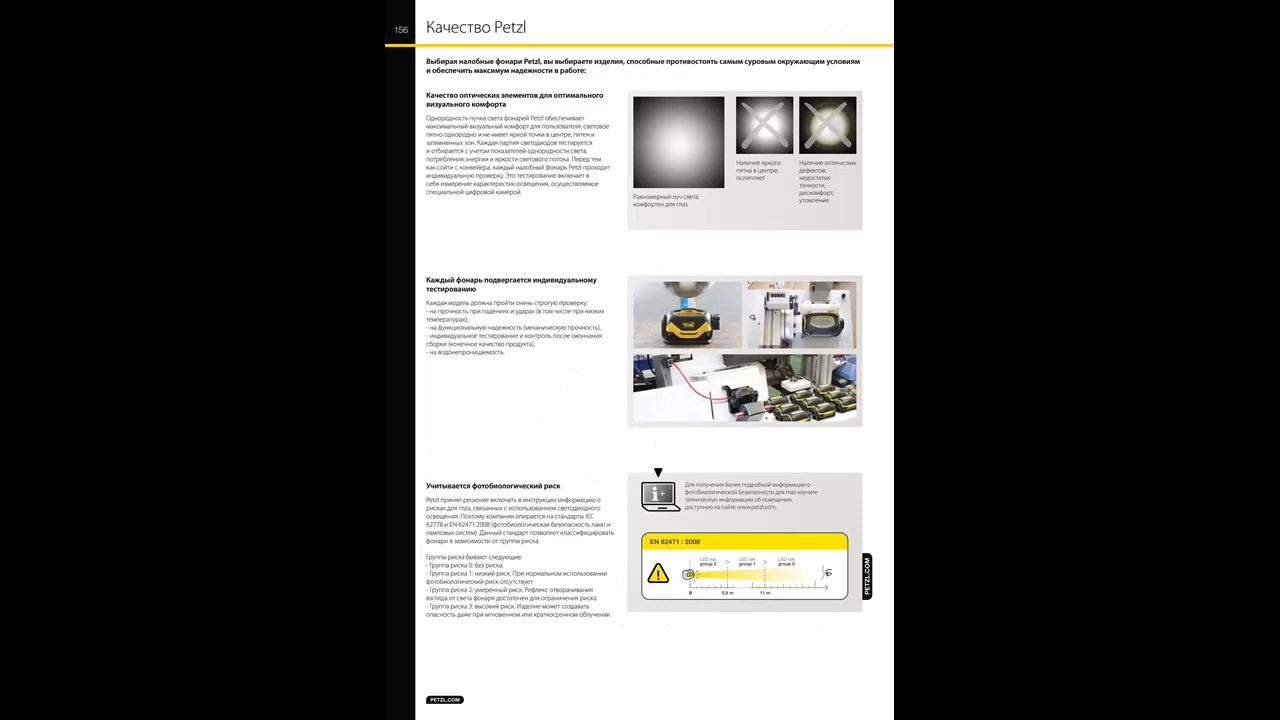 156
Качество Petzl
Выбирая налобные фонари Petzl, вы выбираете изделия, способные противостоять самым суровым окружающим условиям
и обеспечить максимум надежности в работе:
Качество оптических элементов для оптимального
визуального комфорта
Однородность пучка света фонарей Petzl обеспечивает
максимальный визуальный комфорт для пользователя: световое
пятно однородно и не имеет яркой точки в центре, пятен и
затемненных зон. Каждая партия светодиодов тестируется
и отбирается с учетом показателей однородности света,
потребления энергии и яркости светового потока. Перед тем
как сойти с конвейера, каждый налобный фонарь Petzl проходит
индивидуальную проверку. Это тестирование включает в
себя измерение характеристик освещения, осуществляемое
специальной цифровой камерой.
Равномерный луч света:
комфортен для глаз
Наличие яркого
пятна в центре:
ослепляет
Наличие оптических
дефектов:
недостаток
точности,
дискомфорт,
утомление
Каждый фонарь подвергается индивидуальному
тестированию
Каждая модель должна пройти очень строгую проверку:
- на прочность при падениях и ударах (в том числе при низких
температурах),
- на функциональную надежность (механическую прочность),
- индивидуальное тестирование и контроль после окончания
сборки (конечное качество продукта),
- на водонепроницаемость.
Учитывается фотобиологический риск
Petzl принял решение включать в инструкции информацию о
рисках для глаз, связанных с использованием светодиодного
освещения. Поэтому компания опирается на стандарты IEC
62778 и EN 62471:2008 (фотобиологическая безопасность ламп и
ламповых систем). Данный стандарт позволяет классифицировать
фонари в зависимости от группы риска.
Группы риска бывают следующие:
- Группа риска 0: без риска.
- Группа риска 1: низкий риск. При нормальном использовании
фотобиологический риск отсутствует.
- Группа риска 2: умеренный риск. Рефлекс отворачивания
взгляда от света фонаря достаточен для ограничения риска.
- Группа риска 3: высокий риск. Изделие может создавать
опасность даже при мгновенном или краткосрочном облучении.
i+
Для получения более подробной информации о
фотобиологической безопасности для глаз изучите
техническую информацию об освещении,
доступную на сайте www.petzl.com.
EN 62471 : 2008
LED risk
group 2
>
LED risk
group 1
>
LED risk
group 0
0
0,9 m
11 m
PETZL.COM
PETZL.COM